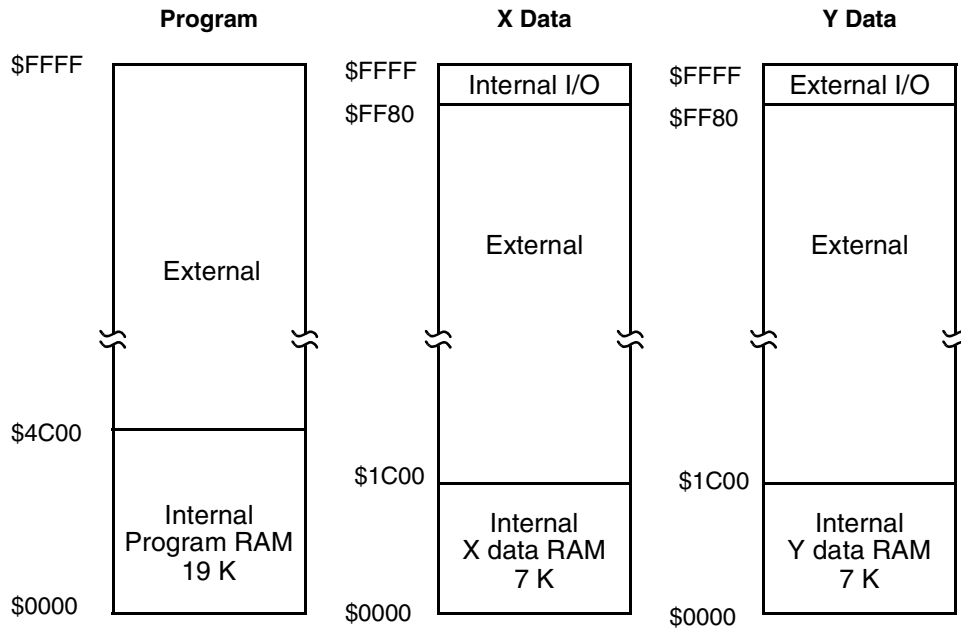 Program
$FFFF
External
$4C00
Internal
Program RAM
19 K
$0000
X Data
$FFFF
Internal I/O
$FF80
External
$1C00
Internal
X data RAM
7 K
$0000
Y Data
$FFFF
External I/O
$FF80
External
$1C00
Internal
Y data RAM
7 K
$0000